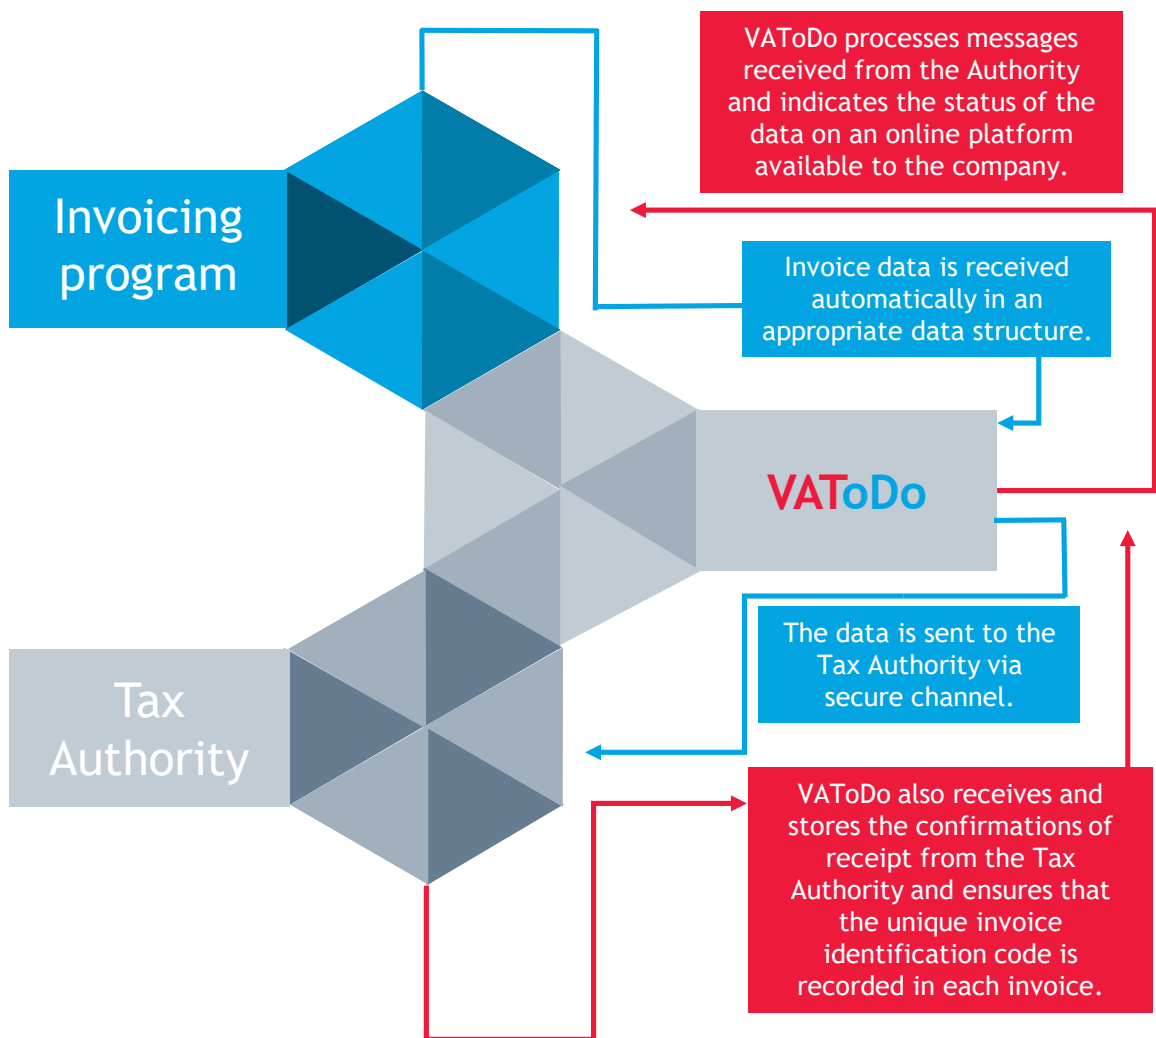 VAToDo processes messages
received from the Authority
and indicates the status of the
data on an online platform
available to the company.
Invoicing
program
Invoice data is received
automatically in an
appropriate data structure.
VAToDo
The data is sent to the
Tax Authority via
secure channel.
Tax
Authority
VAToDo also receives and
stores the confirmations of
receipt from the Tax
Authority and ensures that
the unique invoice
identification code is
recorded in each invoice.